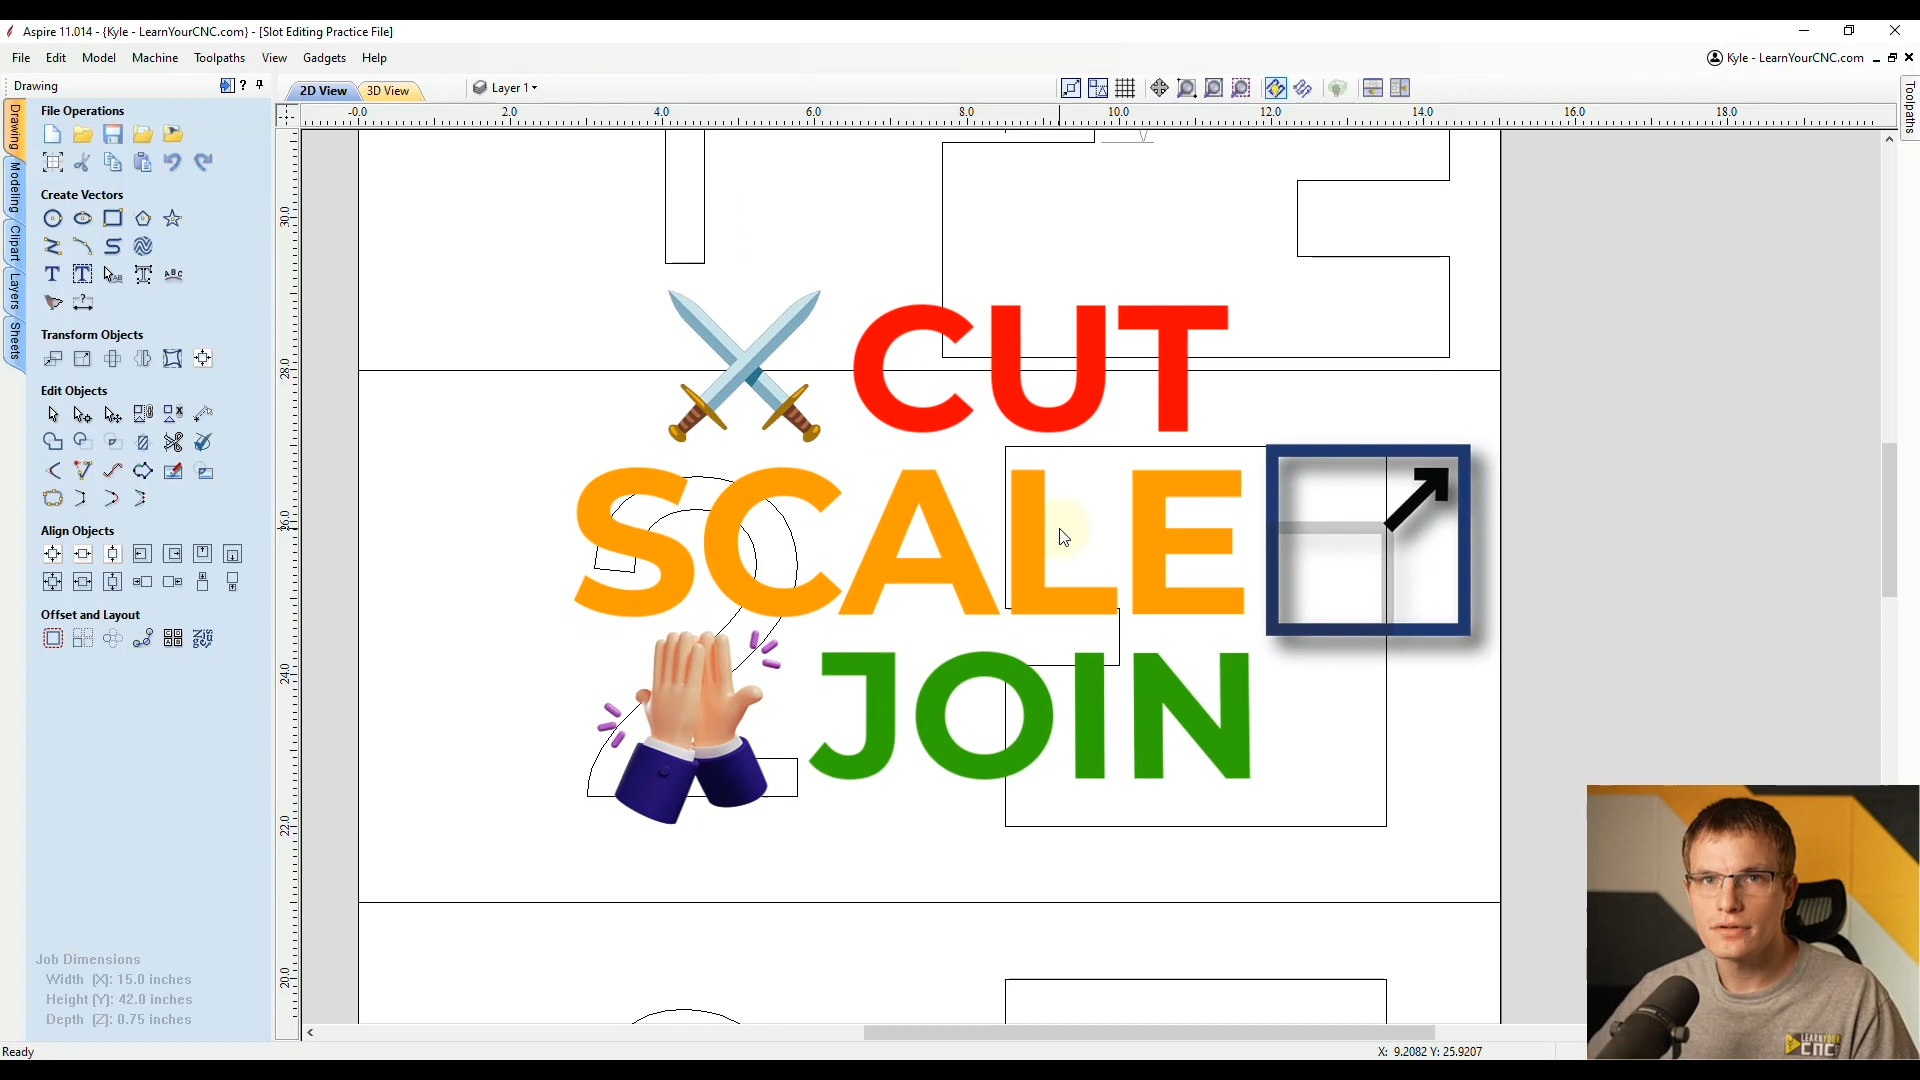 Aspire 11.014 - {Kyle - LearnYourCNC.com} - [Slot Editing Practice File]
File Edit Model Machine Toolpaths View Gadgets Help
Kyle - LearnYourCNC.com
Drawing
2D View
3D View
Layer 1
Toolpaths
Drawing
Modeling
Clipart
Layers
Sheets
File Operations
Create Vectors
Transform Objects
Edit Objects
Align Objects
Offset and Layout
-0.0 2.0 4.0 6.0 8.0 10.0 12.0 14.0 16.0 18.0
30.0
28.0
26.0
24.0
22.0
20.0
CUT
SCALE
JOIN
Job Dimensions
Width (X): 15.0 inches
Height (Y): 42.0 inches
Depth (Z): 0.75 inches
LEARN YOUR
CNC
Ready
X: 9.2082 Y: 25.9207